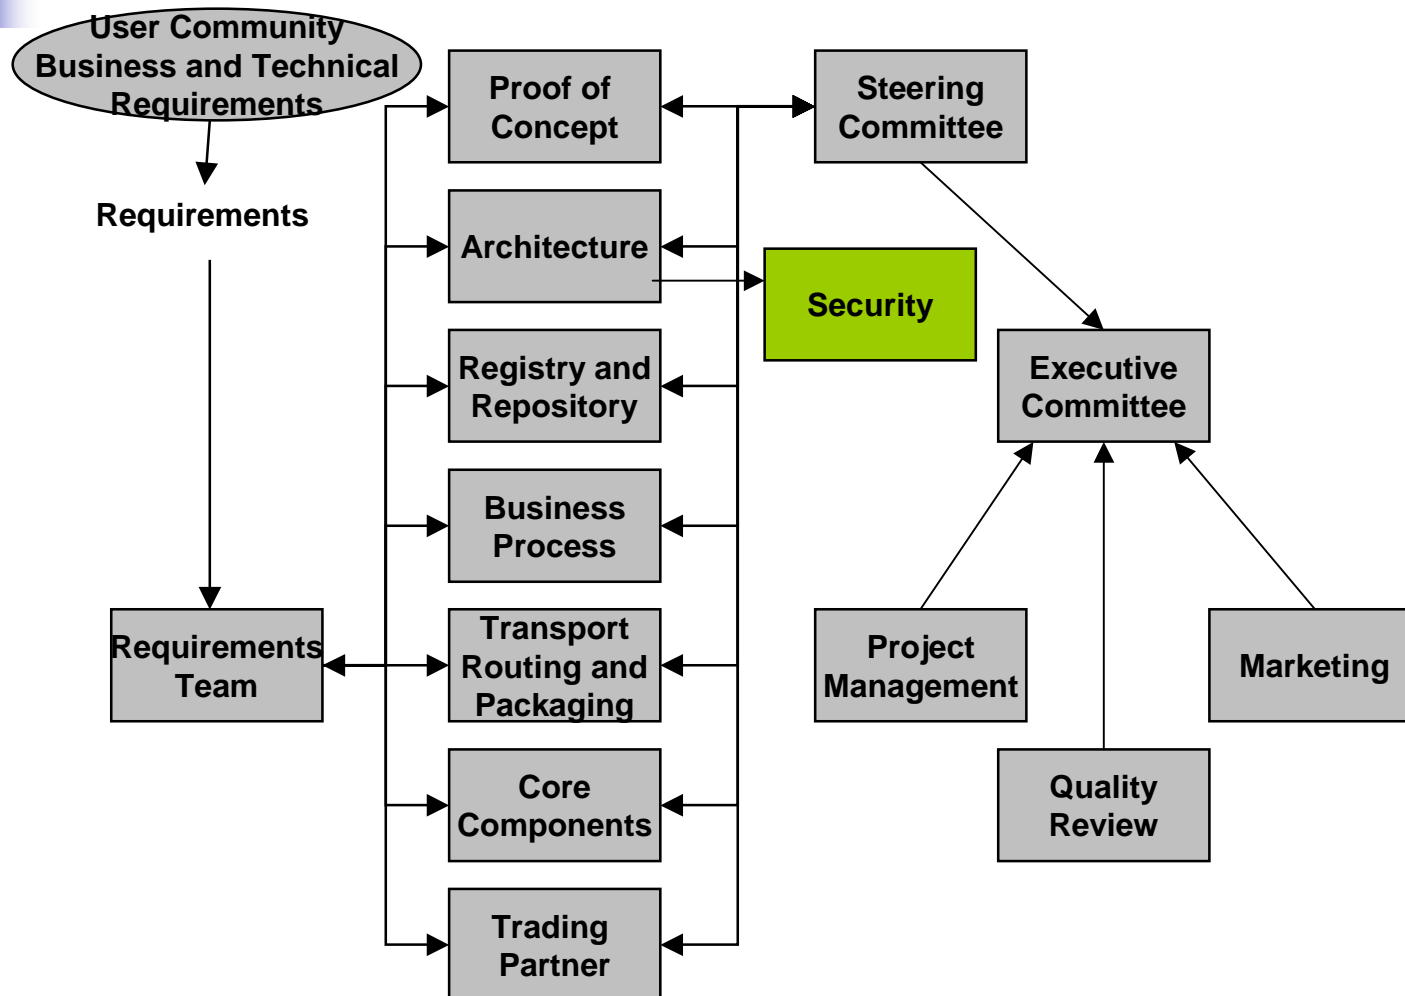 User Community
Business and Technical
Requirements
Requirements
Requirements
Team
Proof of
Concept
Architecture
Registry and
Repository
Business
Process
Transport
Routing and
Packaging
Core
Components
Trading
Partner
Steering
Committee
Security
Executive
Committee
Project
Management
Marketing
Quality
Review